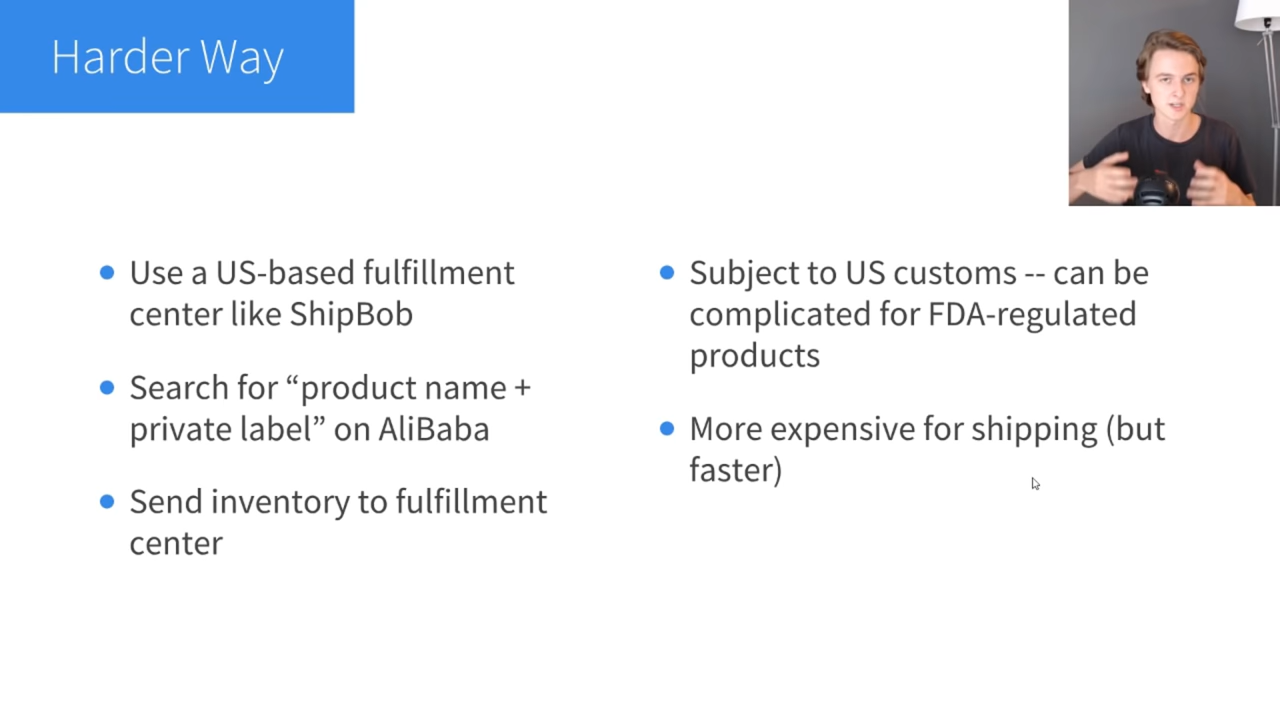 Harder Way
Use a US-based fulfillment
center like ShipBob
Search for “product name +
private label” on AliBaba
Send inventory to fulfillment
center
Subject to US customs -- can be
complicated for FDA-regulated
products
More expensive for shipping (but
faster)